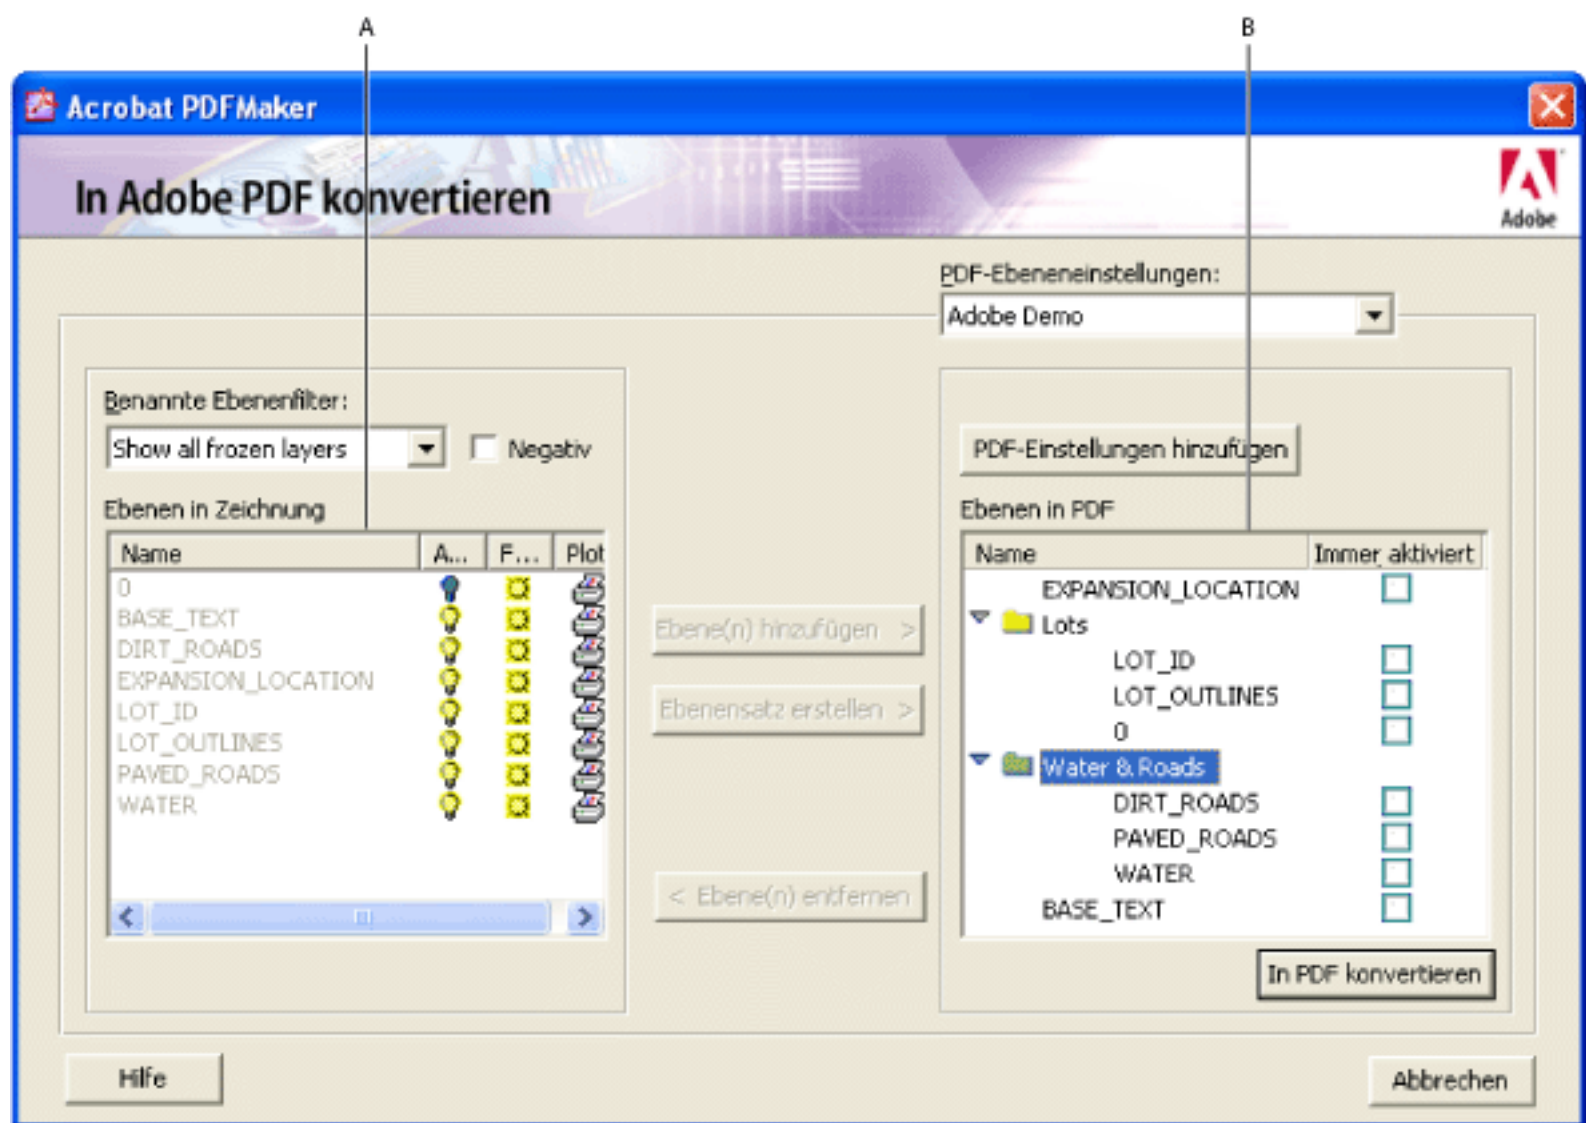 A
B
Acrobat PDFMaker
In Adobe PDF konvertieren
Adobe
PDF-Ebeneneinstellungen:
Adobe Demo
Benannte Ebenenfilter:
Show all frozen layers
Negativ
PDF-Einstellungen hinzufügen
Ebenen in Zeichnung
Name A... F... Plot
0
BASE_TEXT
DIRT_ROADS
EXPANSION_LOCATION
LOT_ID
LOT_OUTLINES
PAVED_ROADS
WATER
Ebene(n) hinzufügen >
Ebenensatz erstellen >
< Ebene(n) entfernen
Ebenen in PDF
Name Immer aktiviert
EXPANSION_LOCATION
Lots
LOT_ID
LOT_OUTLINES
0
Water & Roads
DIRT_ROADS
PAVED_ROADS
WATER
BASE_TEXT
In PDF konvertieren
Hilfe
Abbrechen